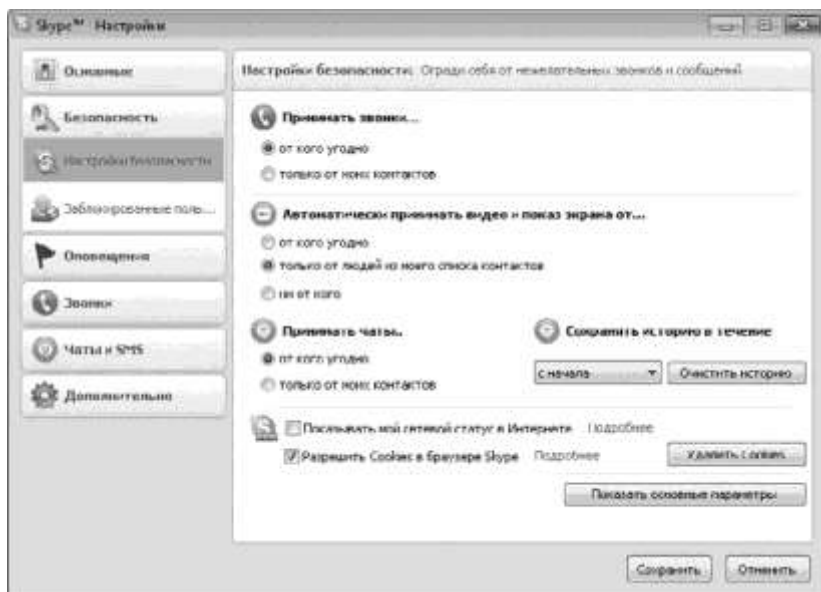 Skype™ - Настройки
Основные
Безопасность
Настройки безопасности
Заблокированные поль...
Оповещения
Звонки
Чаты и SMS
Дополнительно
Настройки безопасности: Огради себя от нежелательных звонков и сообщений
Принимать звонки...
от кого угодно
только от моих контактов
Автоматически принимать видео и показ экрана от...
от кого угодно
только от людей из моего списка контактов
ни от кого
Принимать чаты...
от кого угодно
только от моих контактов
Сохранить историю в течение
с начала
Очистить историю
Показывать мой сетевой статус в Интернете Подробнее
Разрешить Cookies в браузере Skype Подробнее
Удалить Cookies
Показать основные параметры
Сохранить
Отменить